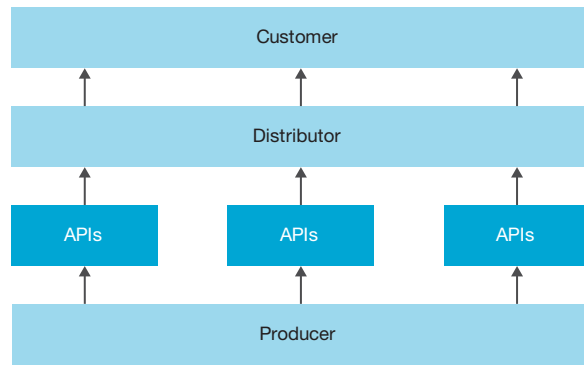 Customer
Distributor
APIs
APIs
APIs
Producer